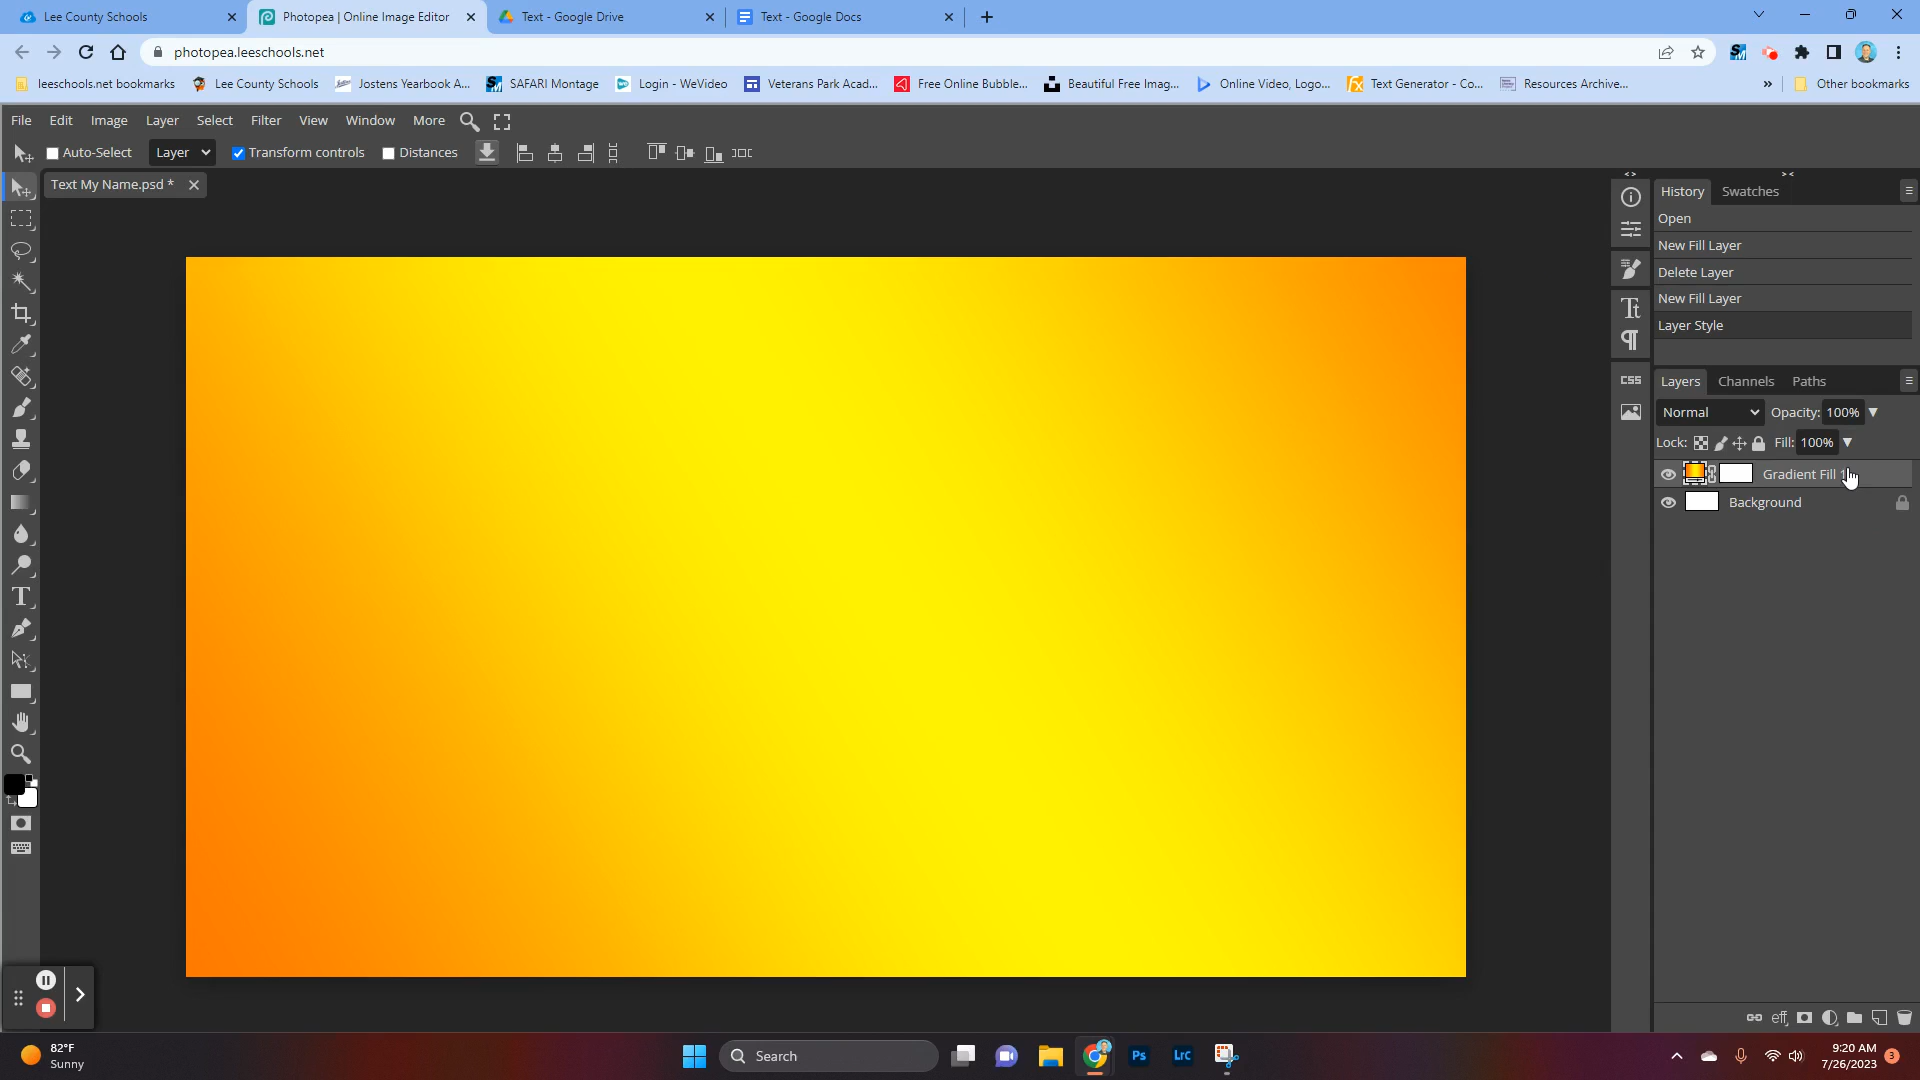 Lee County Schools
Photopea | Online Image Editor
Text - Google Drive
Text - Google Docs
photopea.leeschools.net
leeschools.net bookmarks
Lee County Schools
Jostens Yearbook A...
SAFARI Montage
Login - WeVideo
Veterans Park Acad...
Free Online Bubble...
Beautiful Free Imag...
Online Video, Logo...
Text Generator - Co...
Resources Archive...
»
Other bookmarks
File Edit Image Layer Select Filter View Window More
Auto-Select Layer Transform controls Distances
Text My Name.psd *
History Swatches
Open
New Fill Layer
Delete Layer
New Fill Layer
Layer Style
CSS
Layers Channels Paths
Normal Opacity: 100%
Lock: Fill: 100%
Gradient Fill 1
Background
eff
82°F
Sunny
Search
Ps
LrC
9:20 AM
7/26/2023
3